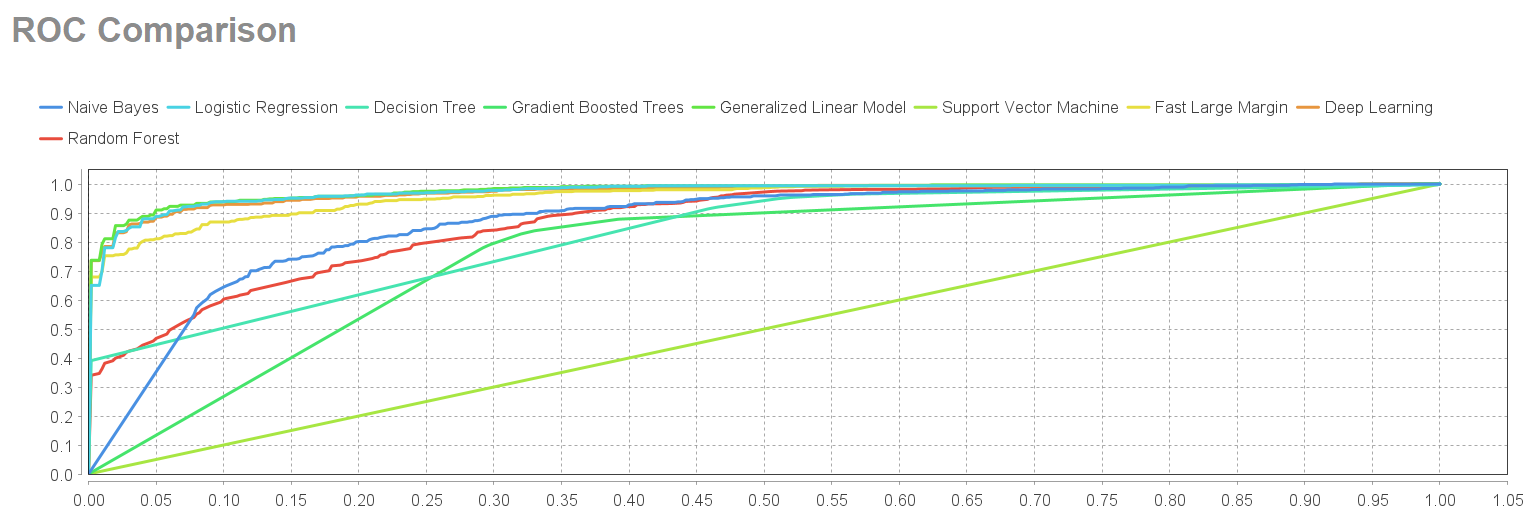 ROC Comparison
Naive Bayes Logistic Regression Decision Tree Gradient Boosted Trees Generalized Linear Model Support Vector Machine Fast Large Margin Deep Learning
Random Forest
1.0
0.9
0.8
0.7
0.6
0.5
0.4
0.3
0.2
0.1
0.0
0.00 0.05 0.10 0.15 0.20 0.25 0.30 0.35 0.40 0.45 0.50 0.55 0.60 0.65 0.70 0.75 0.80 0.85 0.90 0.95 1.00 1.05